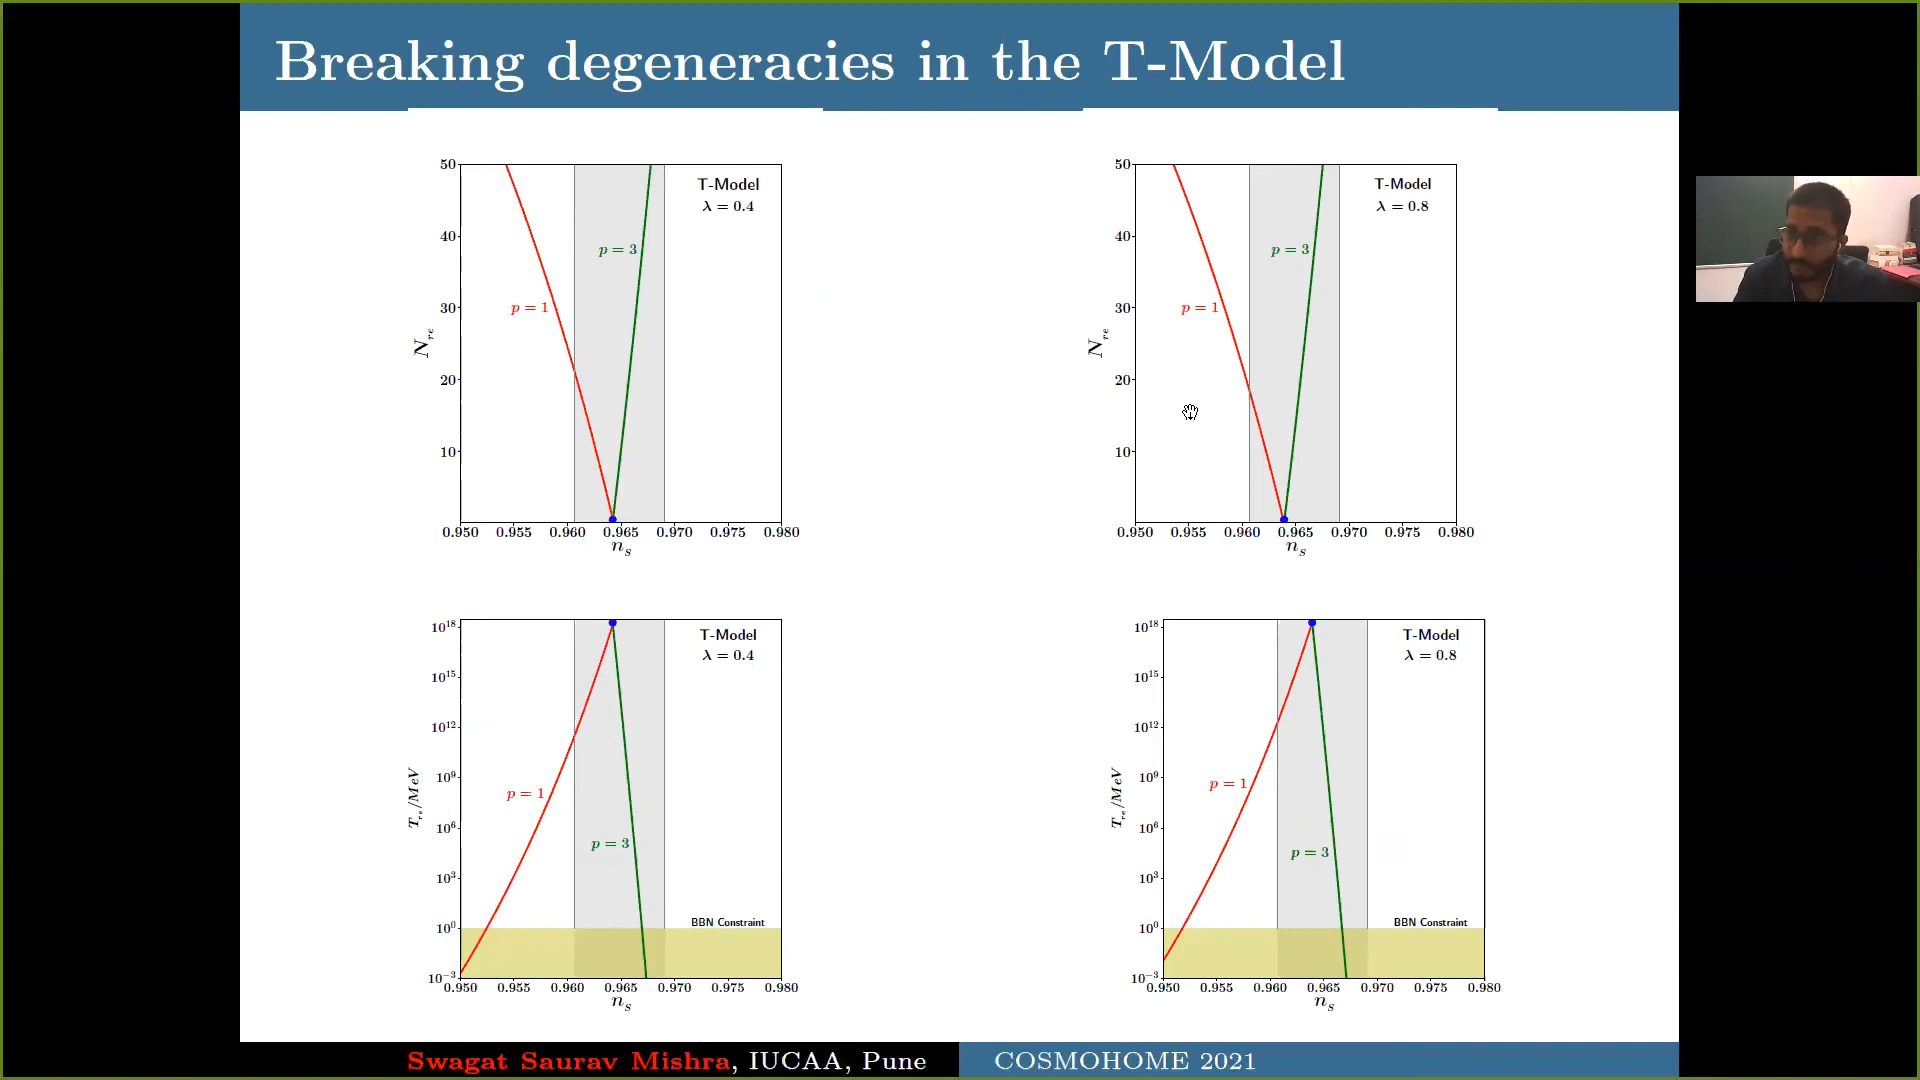 Breaking degeneracies in the T-Model
50
40
30
20
10
N_re
T-Model
λ = 0.4
p = 3
p = 1
0.950 0.955 0.960 0.965 0.970 0.975 0.980
n_s
50
40
30
20
10
N_re
T-Model
λ = 0.8
p = 3
p = 1
0.950 0.955 0.960 0.965 0.970 0.975 0.980
n_s
10^18
10^15
10^12
10^9
10^6
10^3
10^0
10^−3
T_re/MeV
T-Model
λ = 0.4
p = 1
p = 3
BBN Constraint
0.950 0.955 0.960 0.965 0.970 0.975 0.980
n_s
10^18
10^15
10^12
10^9
10^6
10^3
10^0
10^−3
T_re/MeV
T-Model
λ = 0.8
p = 1
p = 3
BBN Constraint
0.950 0.955 0.960 0.965 0.970 0.975 0.980
n_s
Swagat Saurav Mishra, IUCAA, Pune COSMOHOME 2021